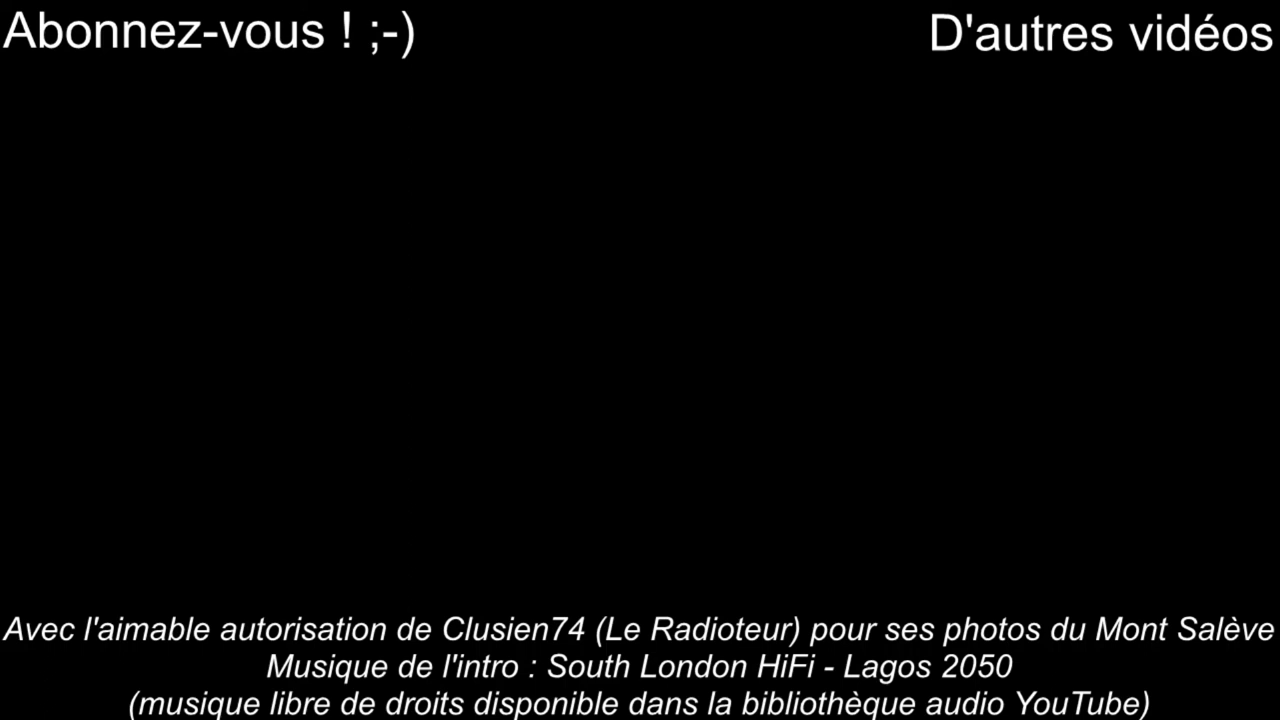 Abonnez-vous ! ;-)
D'autres vidéos
Avec l'aimable autorisation de Clusien74 (Le Radioteur) pour ses photos du Mont Salève
Musique de l'intro : South London HiFi - Lagos 2050
(musique libre de droits disponible dans la bibliothèque audio YouTube)